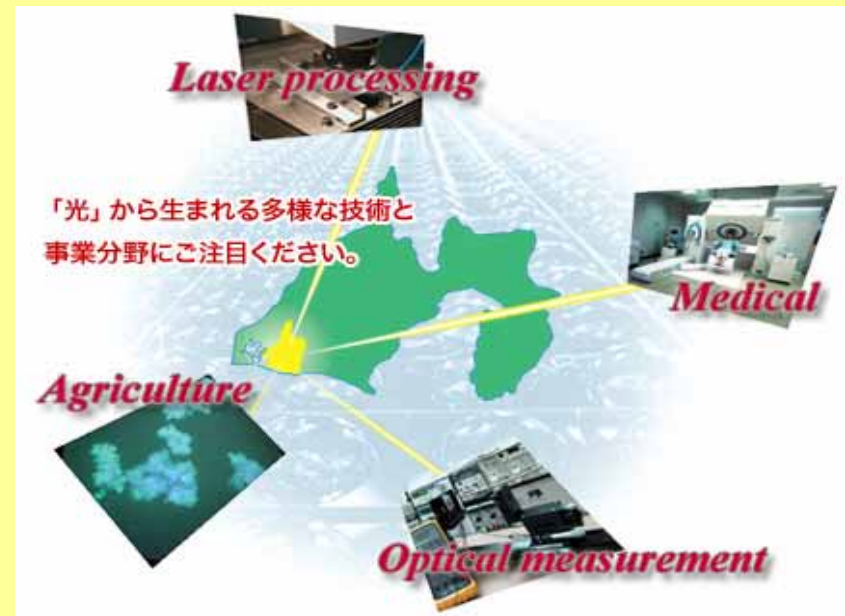 Laser processing
「光」から生まれる多様な技術と
事業分野にご注目ください。
Medical
Agriculture
Optical measurement